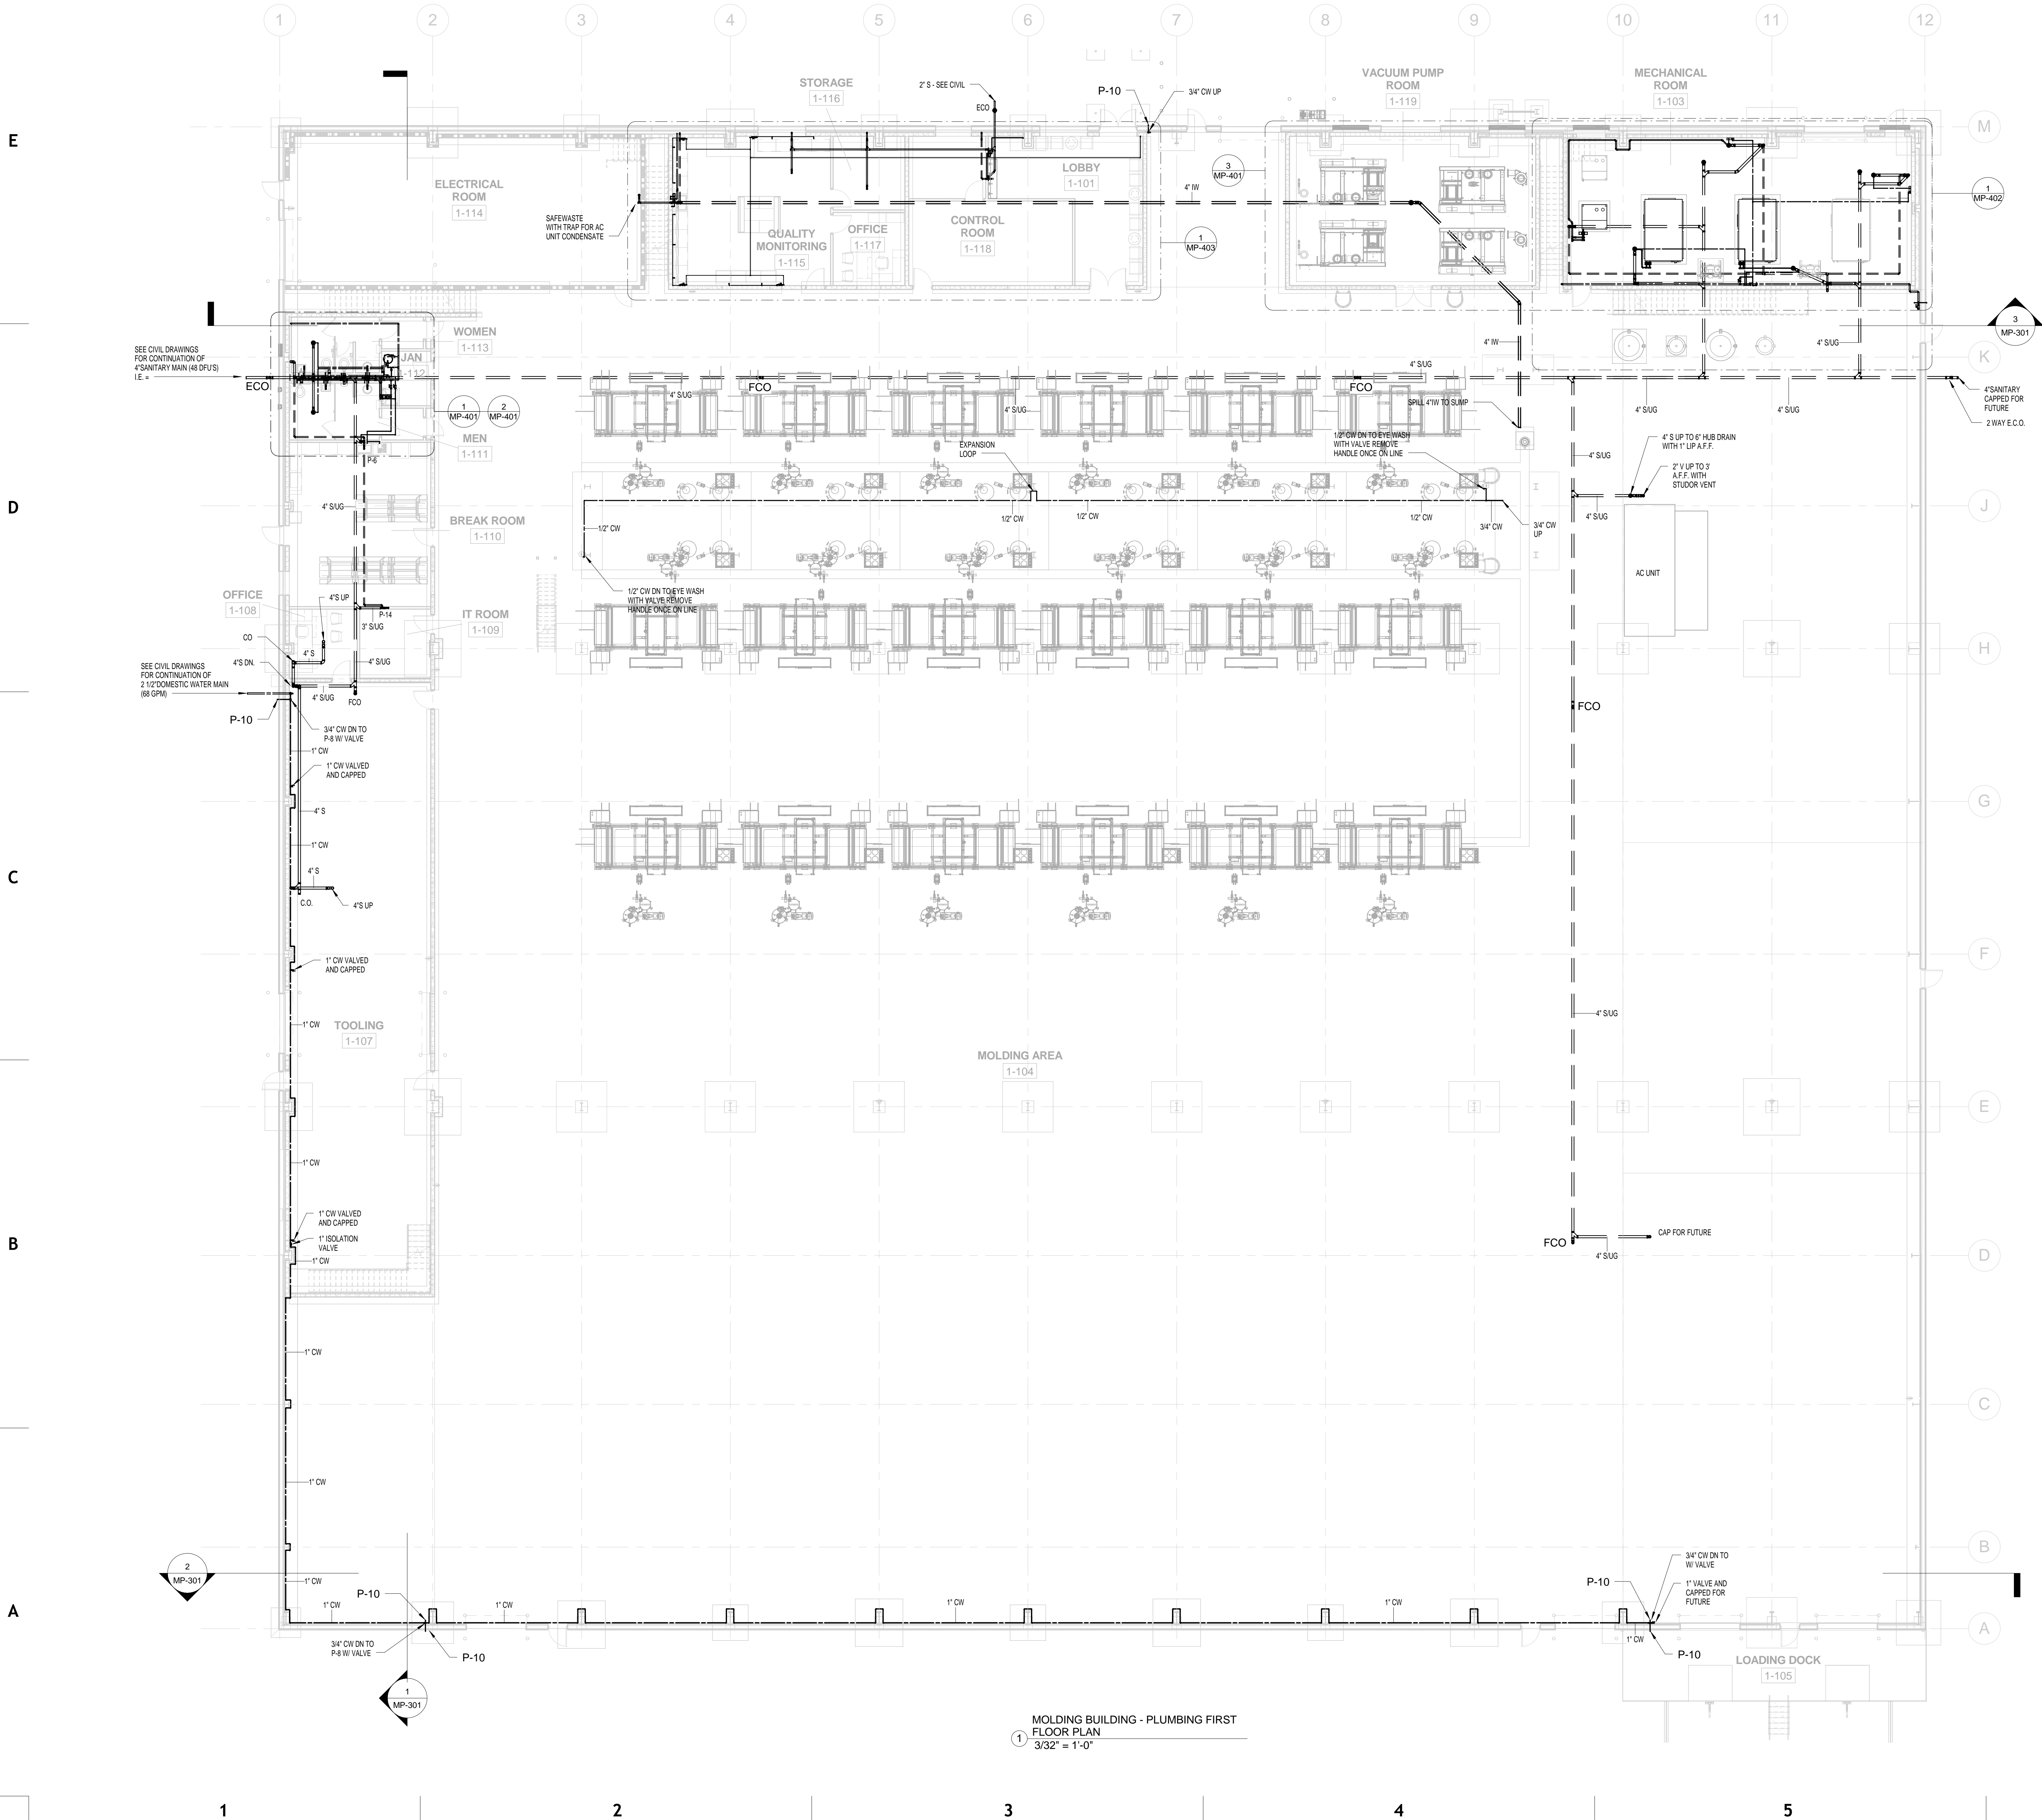 1
2
3
4
5
6
7
8
9
10
11
12
E
D
C
B
A
M
K
J
H
G
F
E
D
C
B
A
STORAGE
1-116
2" S - SEE CIVIL
ECO
P-10
3/4" CW UP
VACUUM PUMP
ROOM
1-119
MECHANICAL
ROOM
1-103
ELECTRICAL
ROOM
1-114
LOBBY
1-101
3
MP-401
1
MP-402
4" IW
SAFEWASTE
WITH TRAP FOR AC
UNIT CONDENSATE
QUALITY
MONITORING
1-115
OFFICE
1-117
CONTROL
ROOM
1-118
1
MP-403
WOMEN
1-113
JAN
1-112
SEE CIVIL DRAWINGS
FOR CONTINUATION OF
4"SANITARY MAIN (48 DFU'S)
I.E. =
ECO
FCO
FCO
4" S/UG
4" IW
4" S/UG
3
MP-301
4" S/UG
4" S/UG
SPILL 4"IW TO SUMP
4" S/UG
4" S/UG
4"SANITARY
CAPPED FOR
FUTURE
2 WAY E.C.O.
1
MP-401
2
MP-401
MEN
1-111
P-6
EXPANSION
LOOP
1/2" CW DN TO EYE WASH
WITH VALVE REMOVE
HANDLE ONCE ON LINE
4" S UP TO 6" HUB DRAIN
WITH 1" LIP A.F.F.
4" S/UG
2" V UP TO 3'
A.F.F. WITH
STUDOR VENT
4" S/UG
BREAK ROOM
1-110
1/2" CW
1/2" CW
1/2" CW
1/2" CW
3/4" CW
3/4" CW
UP
4" S/UG
AC UNIT
1/2" CW DN TO EYE WASH
WITH VALVE REMOVE
HANDLE ONCE ON LINE
OFFICE
1-108
4"S UP
P-14
3" S/UG
IT ROOM
1-109
CO
4" S
4"S DN.
4" S/UG
SEE CIVIL DRAWINGS
FOR CONTINUATION OF
2 1/2"DOMESTIC WATER MAIN
(68 GPM)
4" S/UG
FCO
P-10
3/4" CW DN TO
P-8 W/ VALVE
FCO
1" CW
1" CW VALVED
AND CAPPED
4" S
1" CW
4" S
C.O.
4"S UP
1" CW VALVED
AND CAPPED
1" CW
TOOLING
1-107
4" S/UG
MOLDING AREA
1-104
1" CW
1" CW VALVED
AND CAPPED
1" ISOLATION
VALVE
1" CW
CAP FOR FUTURE
FCO
4" S/UG
1" CW
1" CW
2
MP-301
1" CW
P-10
1" CW
1" CW
1" CW
1" CW
P-10
3/4" CW DN TO
W/ VALVE
1" VALVE AND
CAPPED FOR
FUTURE
3/4" CW DN TO
P-8 W/ VALVE
P-10
1" CW
P-10
LOADING DOCK
1-105
1
MP-301
MOLDING BUILDING - PLUMBING FIRST
FLOOR PLAN
1
3/32" = 1'-0"
1
2
3
4
5